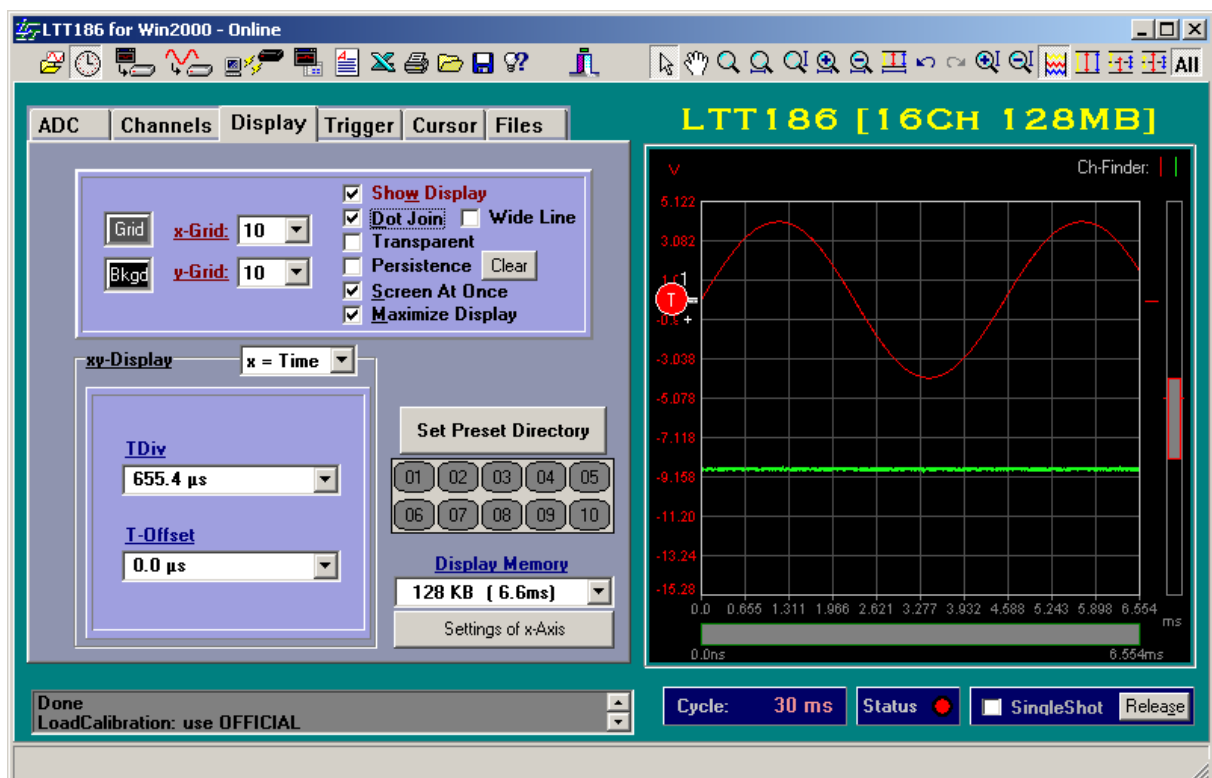 LTT186 for Win2000 - Online
All
ADC Channels Display Trigger Cursor Files
LTT186 [16CH 128MB]
Show Display
Dot Join Wide Line
Transparent
Persistence Clear
Screen At Once
Maximize Display
Grid x-Grid: 10
Bkgd y-Grid: 10
xy-Display x = Time
TDiv
655.4 µs
T-Offset
0.0 µs
Set Preset Directory
01 02 03 04 05
06 07 08 09 10
Display Memory
128 KB ( 6.6ms)
Settings of x-Axis
V Ch-Finder:
5.122
3.082
1
T
-3.038
-5.078
-7.118
-9.158
-11.20
-13.24
-15.28
0.0 0.655 1.311 1.966 2.621 3.277 3.932 4.588 5.243 5.898 6.554
ms
0.0ns 6.554ms
Done
LoadCalibration: use OFFICIAL
Cycle: 30 ms Status SingleShot Release